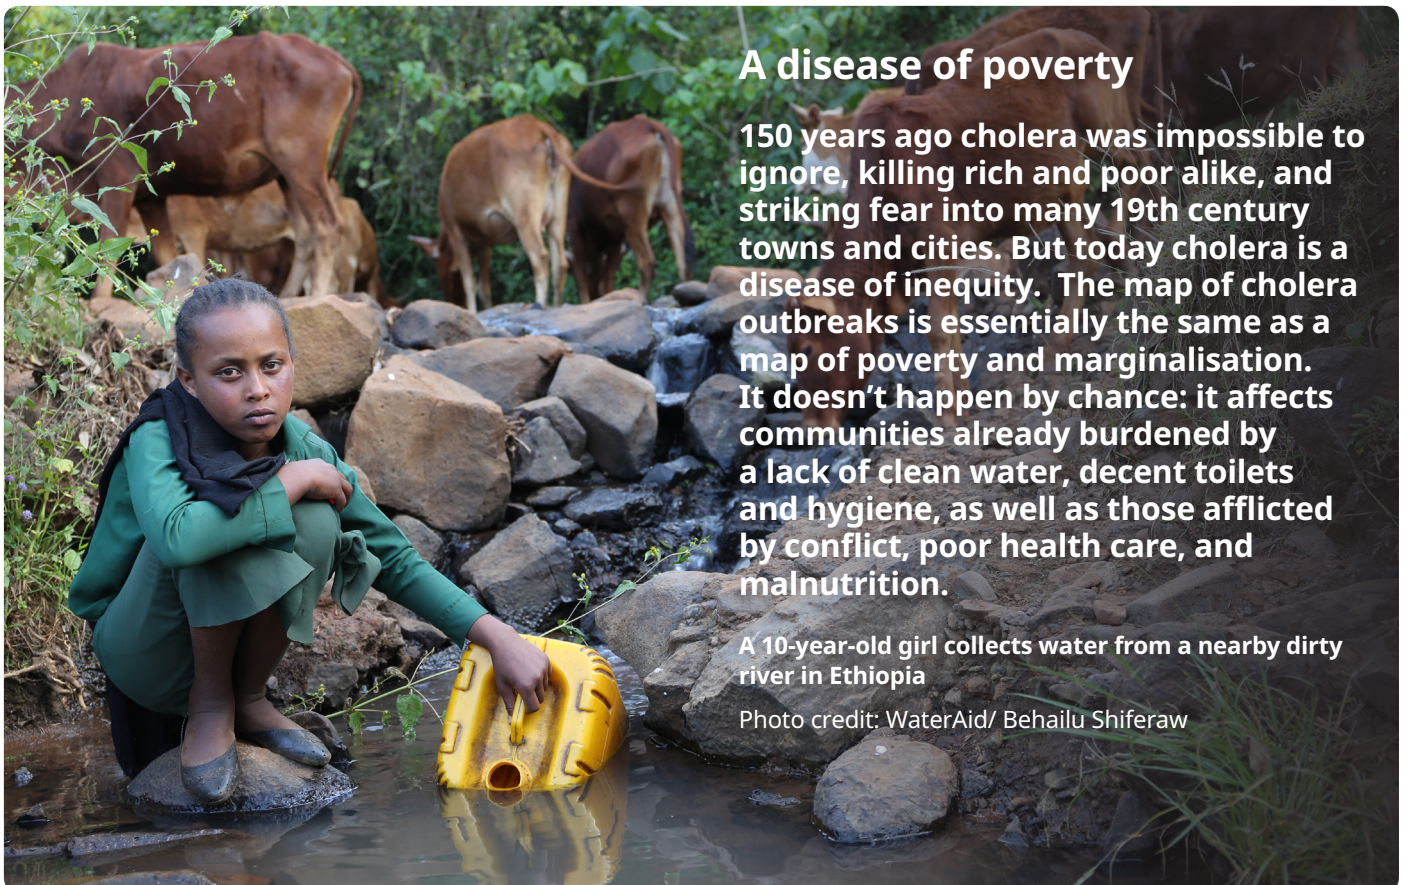 A disease of poverty
150 years ago cholera was impossible to
ignore, killing rich and poor alike, and
striking fear into many 19th century
towns and cities. But today cholera is a
disease of inequity.  The map of cholera
outbreaks is essentially the same as a
map of poverty and marginalisation.
It doesn’t happen by chance: it affects
communities already burdened by
a lack of clean water, decent toilets
and hygiene, as well as those afflicted
by conflict, poor health care, and
malnutrition.
A 10-year-old girl collects water from a nearby dirty
river in Ethiopia
Photo credit: WaterAid/ Behailu Shiferaw